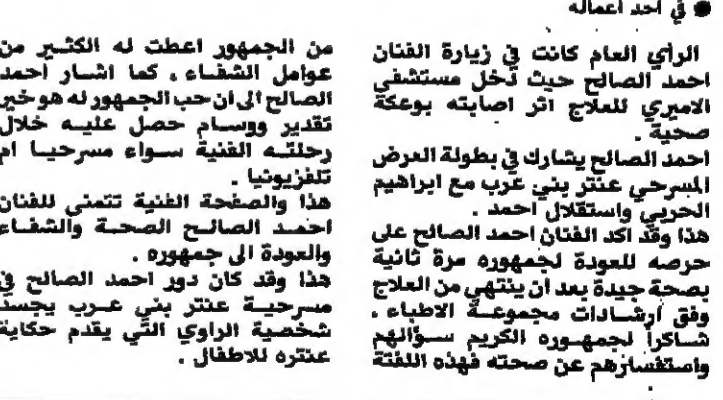 في احد اعماله
الرأي العام كانت في زيارة الفنان
احمد الصالح حيث دخل مستشفى
الاميري للعلاج اثر اصابته بوعكة
صحية .
احمد الصالح يشارك في بطولة العرض
المسرحي عنتر بني عرب مع ابراهيم
الحربي واستقلال احمد .
هذا وقد اكد الفنان احمد الصالح على
حرصه للعودة لجمهوره مرة ثانية
بصحة جيدة بعد ان ينتهي من العلاج
وفق ارشادات مجموعة الاطباء .
شاكراً لجمهوره الكريم سؤالهم
واستفسارهم عن صحته فهذه اللفتة
من الجمهور اعطت له الكثير من
عوامل الشفاء . كما اشار احمد
الصالح الى ان حب الجمهور له هو خير
تقدير ووسام حصل عليه خلال
رحلته الفنية سواء مسرحيا ام
تلفزيونيا .
هذا والصفحة الفنية تتمنى للفنان
احمد الصالح الصحة والشفاء
والعودة الى جمهوره .
هذا وقد كان دور احمد الصالح في
مسرحية عنتر بني عرب يجسد
شخصية الراوي التي يقدم حكاية
عنتره للاطفال .